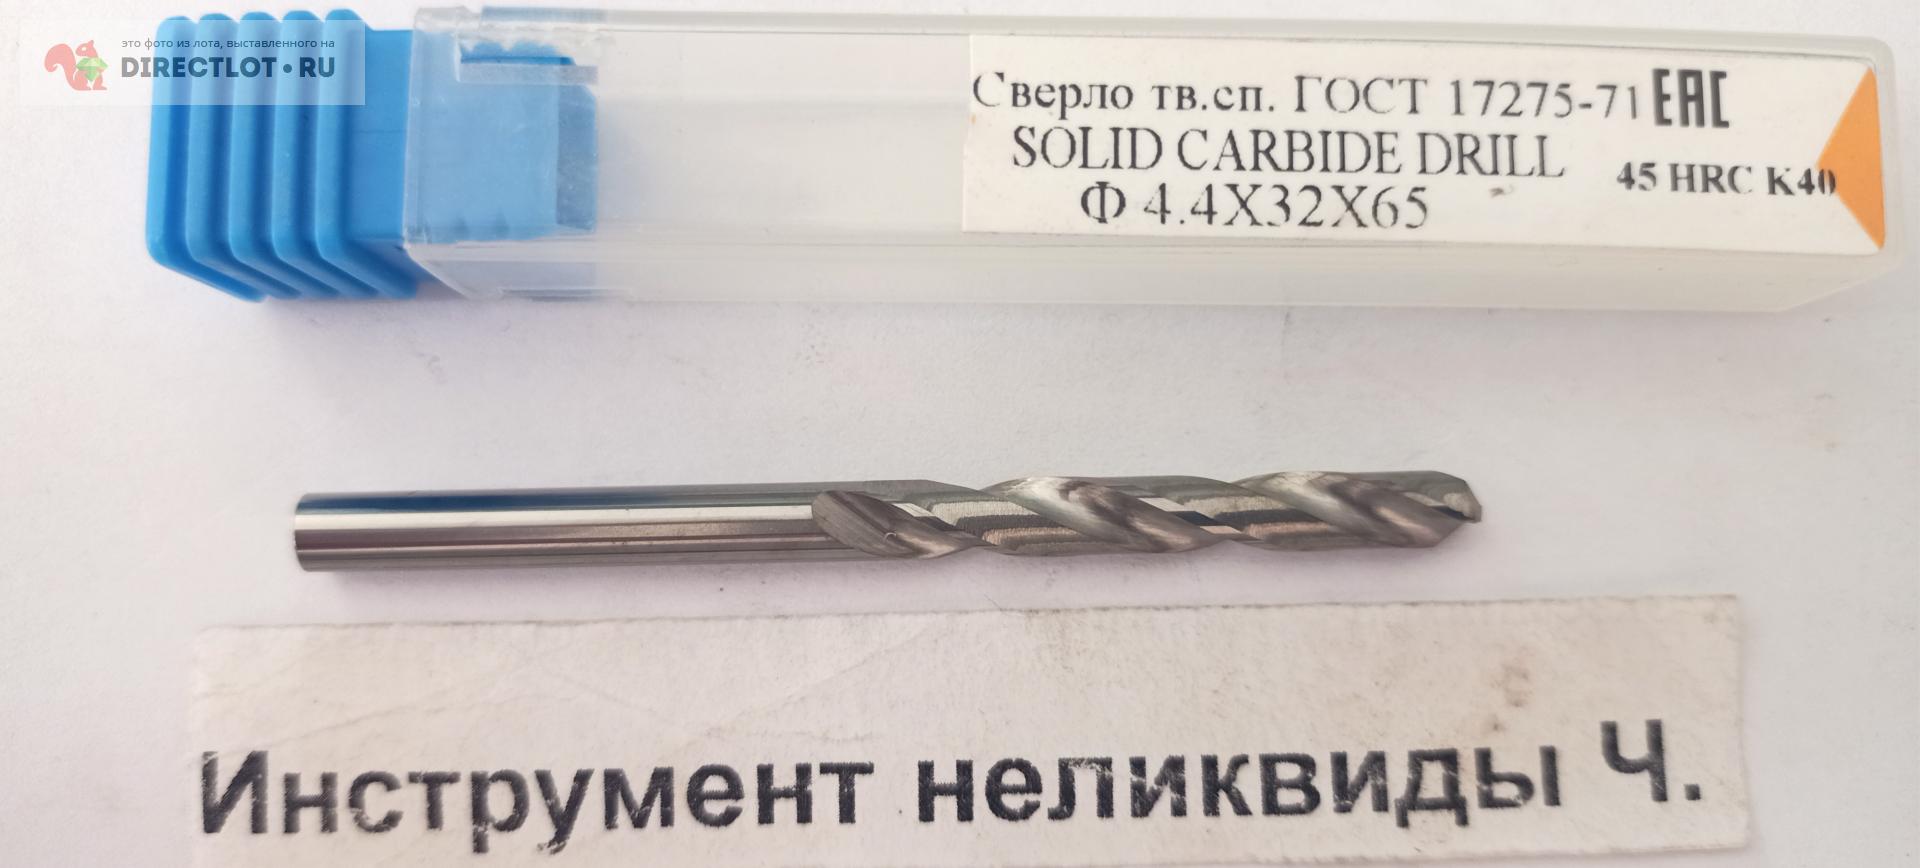 это фото из лота, выставленного на
DIRECTLOT • RU
Сверло тв.сп. ГОСТ 17275-71 ЕАС
SOLID CARBIDE DRILL
45 HRC K40
Ф 4.4X32X65
Инструмент неликвиды Ч.